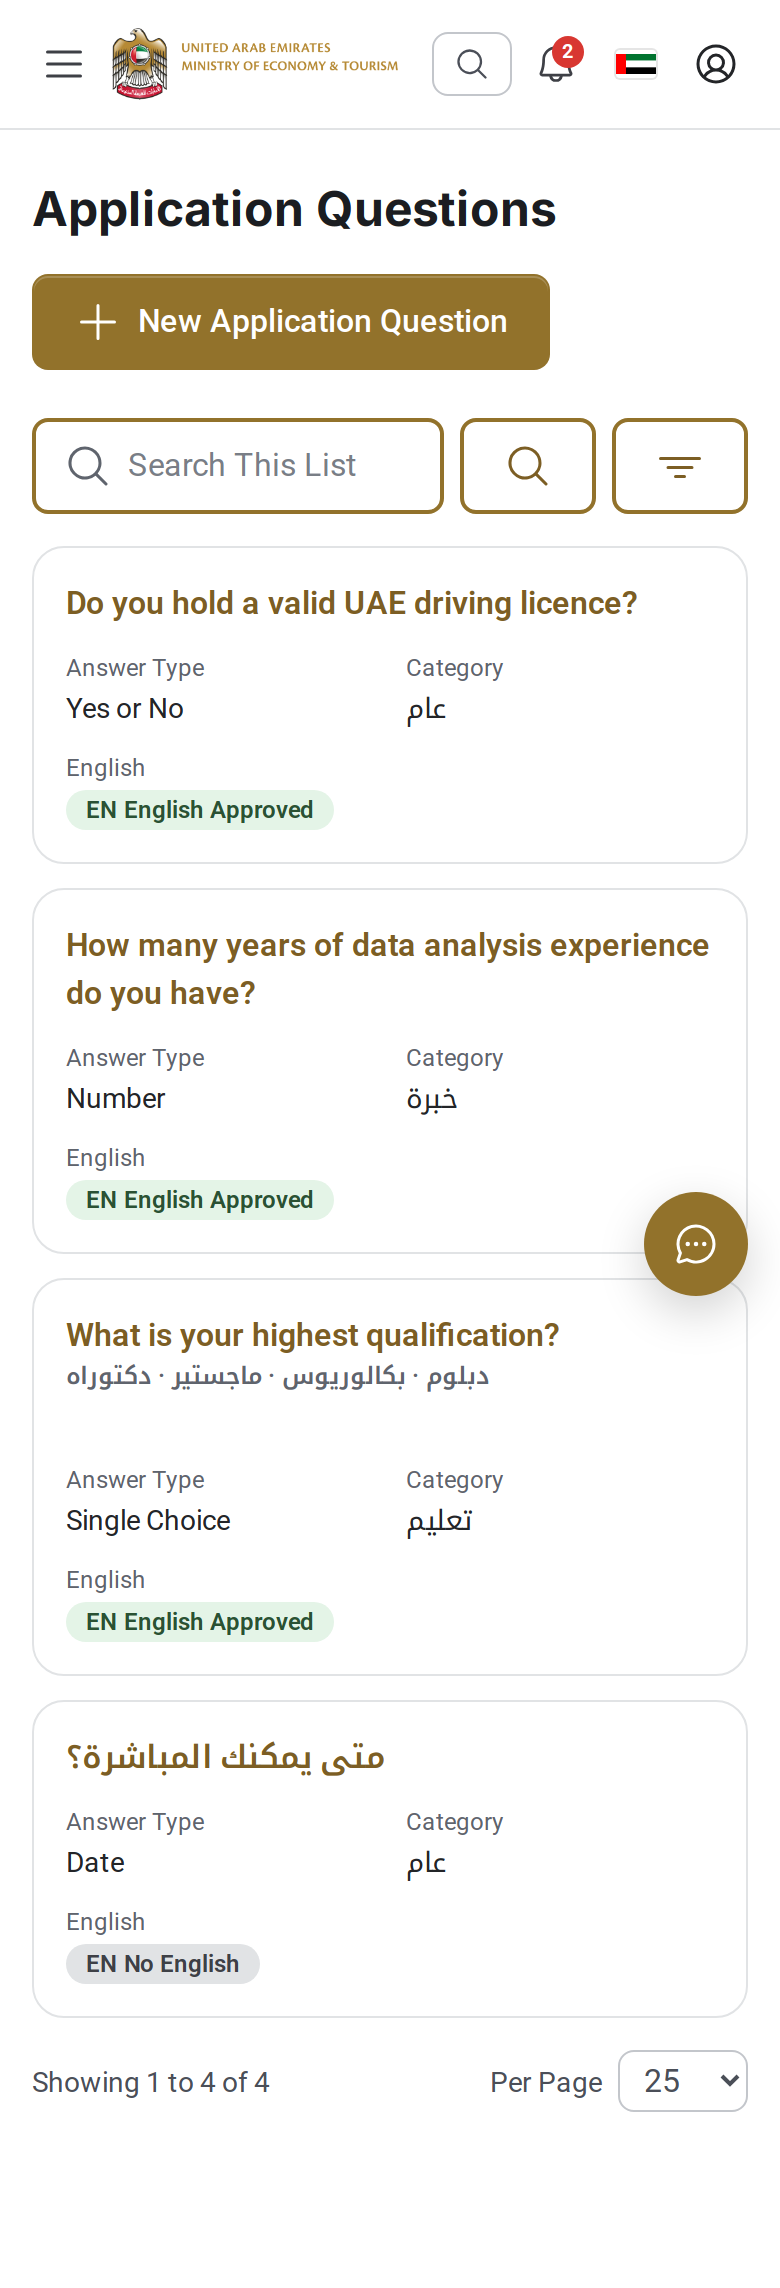 UNITED ARAB EMIRATES
MINISTRY OF ECONOMY & TOURISM
2
Application Questions
New Application Question
Search This List
Do you hold a valid UAE driving licence?
Answer Type
Category
Yes or No
عام
English
EN English Approved
How many years of data analysis experience
do you have?
Answer Type
Category
Number
خبرة
English
EN English Approved
What is your highest qualification?
دبلوم · بكالوريوس · ماجستير · دكتوراه
Answer Type
Category
Single Choice
تعليم
English
EN English Approved
متى يمكنك المباشرة؟
Answer Type
Category
Date
عام
English
EN No English
Showing 1 to 4 of 4
Per Page
25